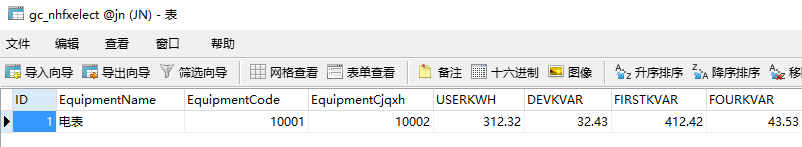 gc_nhfxelect @jn (JN) - 表
文件 编辑 查看 窗口 帮助
导入向导 导出向导 筛选向导 网格查看 表单查看 备注 十六进制 图像 升序排序 降序排序
ID EquipmentName EquipmentCode EquipmentCjqxh USERKWH DEVKVAR FIRSTKVAR FOURKVAR
1 电表 10001 10002 312.32 32.43 412.42 43.53